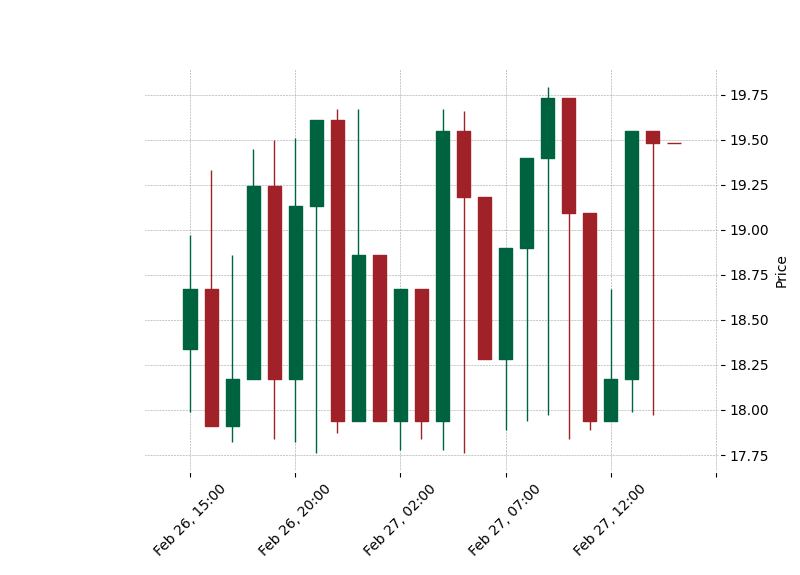 19.75
19.50
19.25
19.00
18.75
18.50
18.25
18.00
17.75
Price
Feb 26, 15:00
Feb 26, 20:00
Feb 27, 02:00
Feb 27, 07:00
Feb 27, 12:00